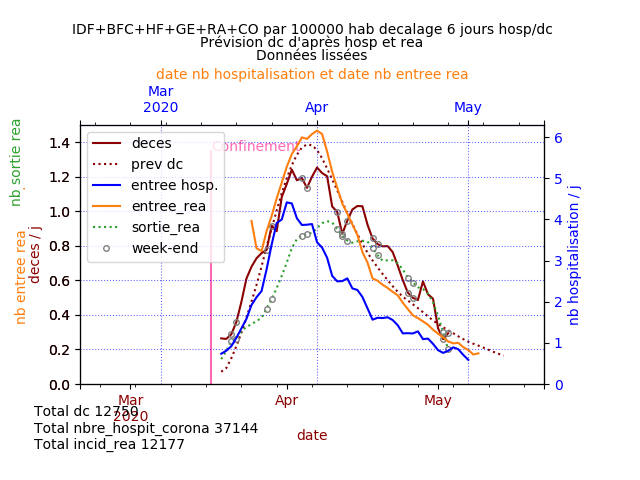 IDF+BFC+HF+GE+RA+CO par 100000 hab decalage 6 jours hosp/dc
Prévision dc d'après hosp et rea
Données lissées
date nb hospitalisation et date nb entree rea
Mar
2020
Apr
May
nb sortie rea
nb entree rea
deces / j
nb hospitalisation / j
1.4
1.2
1.0
0.8
0.6
0.4
0.2
0.0
6
5
4
3
2
1
0
Confinement
deces
prev dc
entree hosp.
entree_rea
sortie_rea
week-end
Mar
2020
Apr
May
date
Total dc 12750
Total nbre_hospit_corona 37144
Total incid_rea 12177